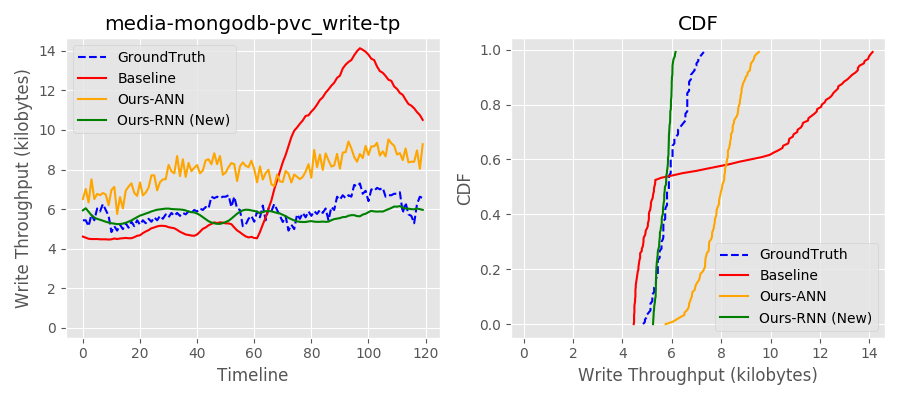 media-mongodb-pvc_write-tp
Write Throughput (kilobytes)
14
12
10
8
6
4
2
0
GroundTruth
Baseline
Ours-ANN
Ours-RNN (New)
0 20 40 60 80 100 120
Timeline
CDF
CDF
1.0
0.8
0.6
0.4
0.2
0.0
GroundTruth
Baseline
Ours-ANN
Ours-RNN (New)
0 2 4 6 8 10 12 14
Write Throughput (kilobytes)